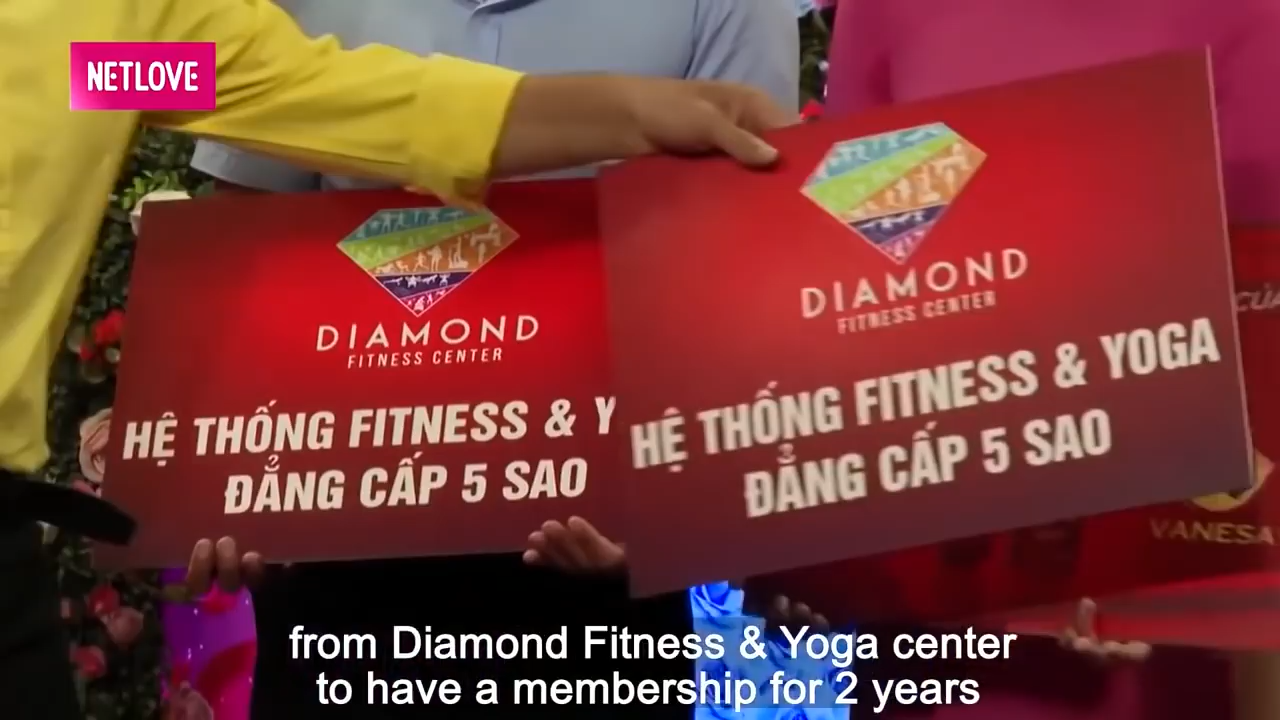 NETLOVE
DIAMOND
FITNESS CENTER
HỆ THỐNG FITNESS & Y
ĐẲNG CẤP 5 SAO
DIAMOND
FITNESS CENTER
HỆ THỐNG FITNESS & YOGA
ĐẲNG CẤP 5 SAO
của
VANESA
from Diamond Fitness & Yoga center
to have a membership for 2 years